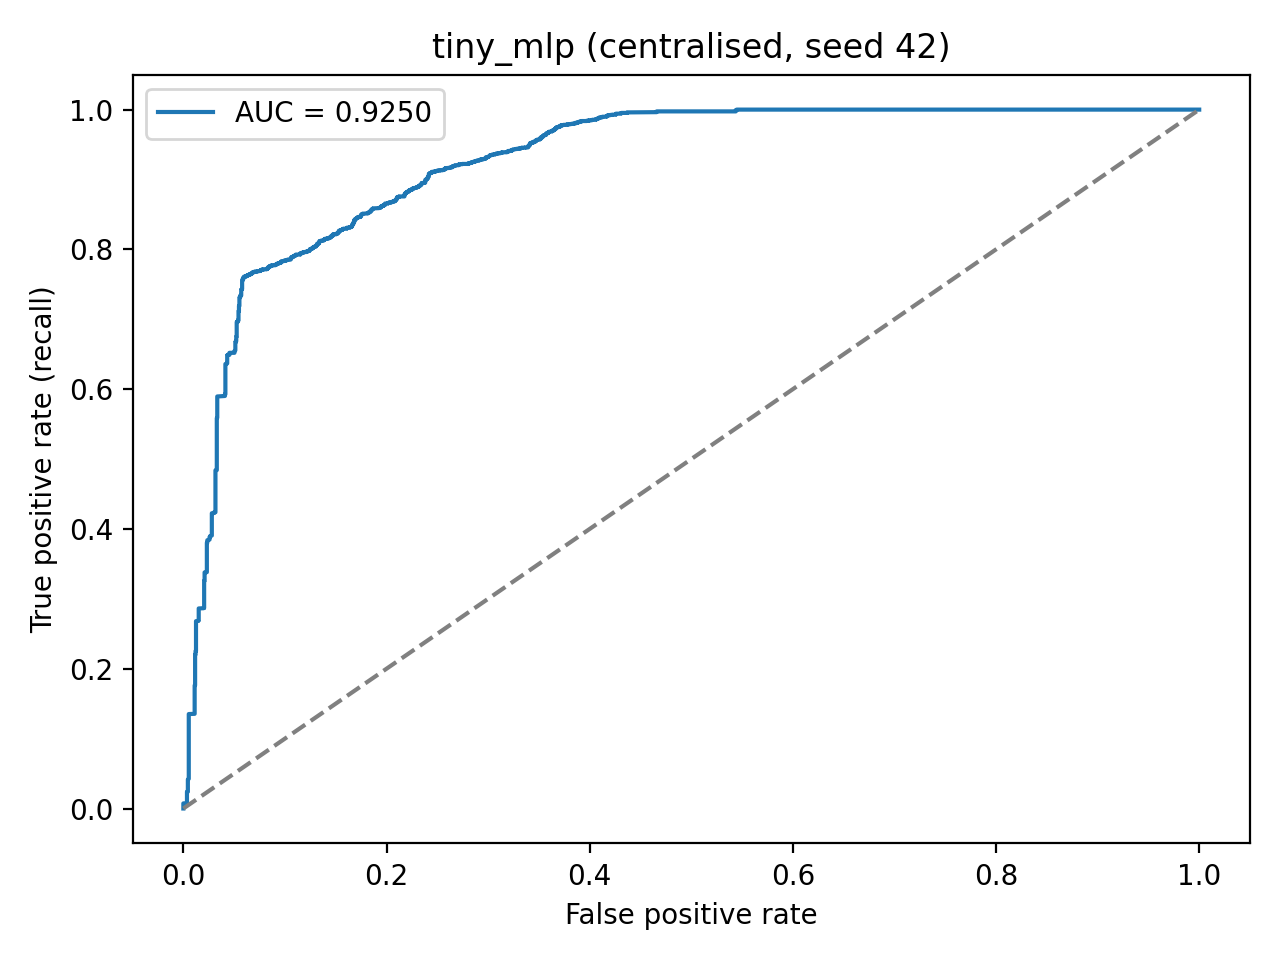 tiny_mlp (centralised, seed 42)
AUC = 0.9250
True positive rate (recall)
1.0
0.8
0.6
0.4
0.2
0.0
0.0 0.2 0.4 0.6 0.8 1.0
False positive rate